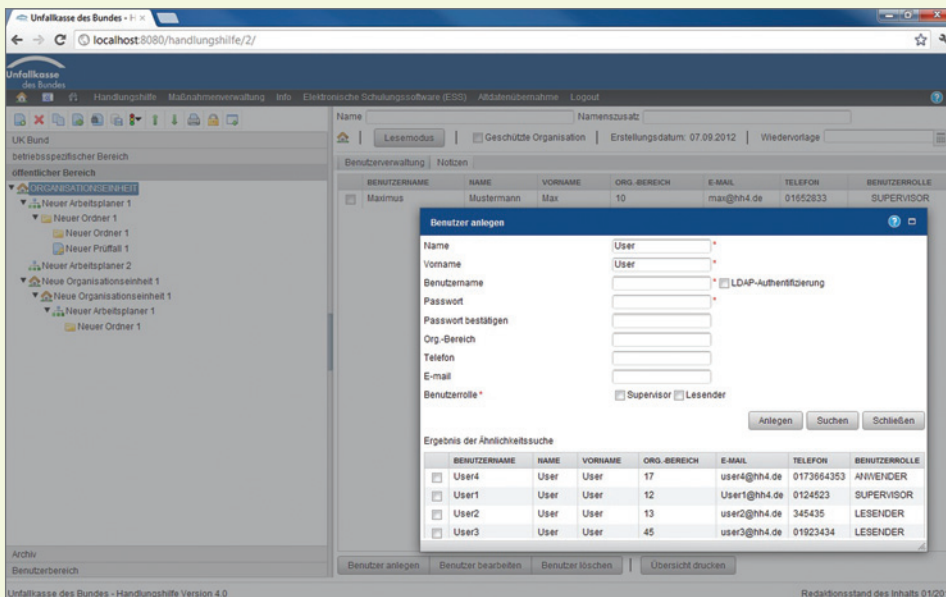 Unfallkasse des Bundes - H
localhost:8080/handlungshilfe/2/
Unfallkasse
des Bundes
Handlungshilfe Maßnahmenverwaltung Info Elektronische Schulungssoftware (ESS) Altdatenübernahme Logout
Name Namenszusatz
Lesemodus Geschützte Organisation Erstellungsdatum: 07.09.2012 Wiedervorlage
UK Bund
betriebsspezifischer Bereich
öffentlicher Bereich
ORGANISATIONSEINHEIT
Neuer Arbeitsplaner 1
Neuer Ordner 1
Neuer Ordner 1
Neuer Prüffall 1
Neuer Arbeitsplaner 2
Neue Organisationseinheit 1
Neue Organisationseinheit 1
Neuer Arbeitsplaner 1
Neuer Ordner 1
Archiv
Benutzerbereich
Benutzerverwaltung Notizen
BENUTZERNAME NAME VORNAME ORG.-BEREICH E-MAIL TELEFON BENUTZERROLLE
Maximus Mustermann Max 10 max@hh4.de 01652833 SUPERVISOR
Benutzer anlegen
Name User *
Vorname User *
Benutzername * LDAP-Authentifizierung
Passwort *
Passwort bestätigen
Org.-Bereich
Telefon
E-mail
Benutzerrolle * Supervisor Lesender
Anlegen Suchen Schließen
Ergebnis der Ähnlichkeitssuche
BENUTZERNAME NAME VORNAME ORG.-BEREICH E-MAIL TELEFON BENUTZERROLLE
User4 User User 17 user4@hh4.de 0173664353 ANWENDER
User1 User User 12 User1@hh4.de 0124523 SUPERVISOR
User2 User User 13 user2@hh4.de 345435 LESENDER
User3 User User 45 user3@hh4.de 01923434 LESENDER
Benutzer anlegen Benutzer bearbeiten Benutzer löschen Übersicht drucken
Unfallkasse des Bundes - Handlungshilfe Version 4.0
Redaktionsstand des Inhalts 01/20